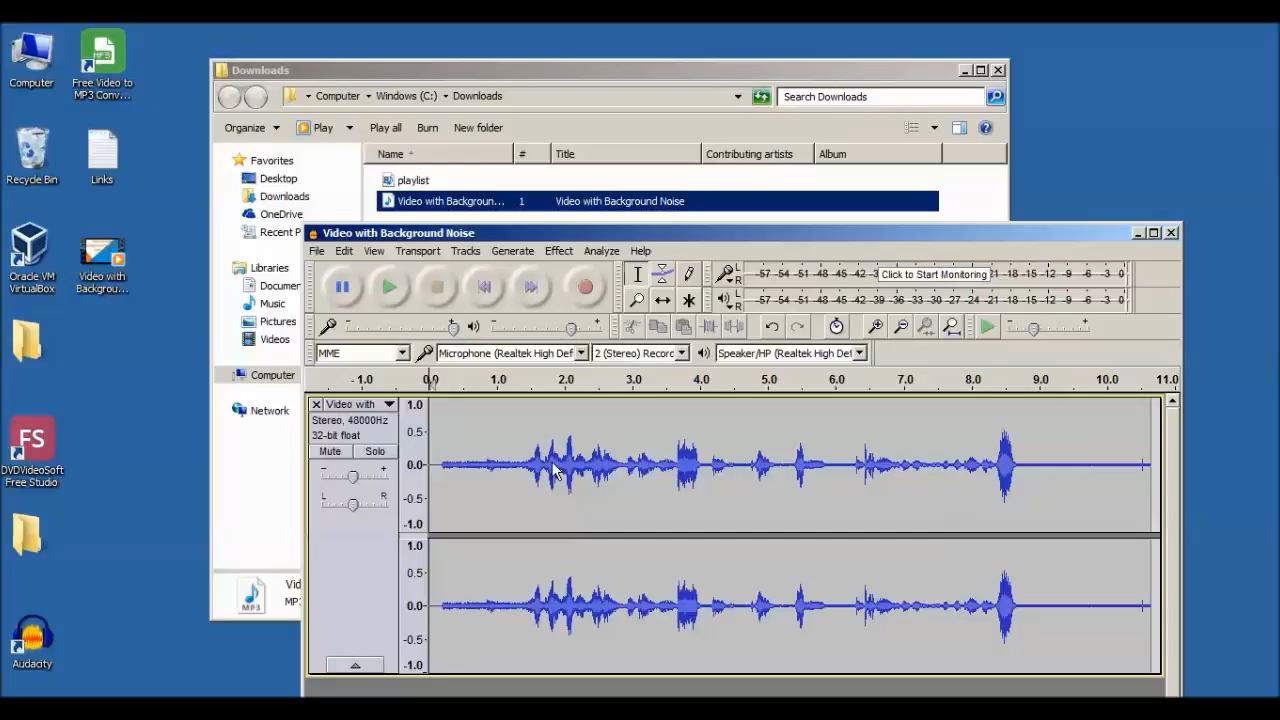 Computer
Free Video to
MP3 Conv...
Recycle Bin
Links
Oracle VM
VirtualBox
Video with
Backgrou...
DVDVideoSoft
Free Studio
Audacity
Downloads
Computer Windows (C:) Downloads
Search Downloads
Organize Play Play all Burn New folder
Name # Title Contributing artists Album
Favorites
Desktop
Downloads
OneDrive
Recent P
Libraries
Documen
Music
Pictures
Videos
Computer
Network
playlist
Video with Backgroun... 1 Video with Background Noise
Vid
MP3
MP3
Video with Background Noise
File Edit View Transport Tracks Generate Effect Analyze Help
L R -57 -54 -51 -48 -45 -42 -3 Click to Start Monitoring 21 -18 -15 -12 -9 -6 -3 0
L R -57 -54 -51 -48 -45 -42 -39 -36 -33 -30 -27 -24 -21 -18 -15 -12 -9 -6 -3 0
- + - + - +
MME Microphone (Realtek High Def 2 (Stereo) Recorc Speaker/HP (Realtek High Def
- 1.0 0.0 1.0 2.0 3.0 4.0 5.0 6.0 7.0 8.0 9.0 10.0 11.0
Video with
Stereo, 48000Hz
32-bit float
Mute Solo
- +
L R
1.0
0.5
0.0
-0.5
-1.0
1.0
0.5
0.0
-0.5
-1.0